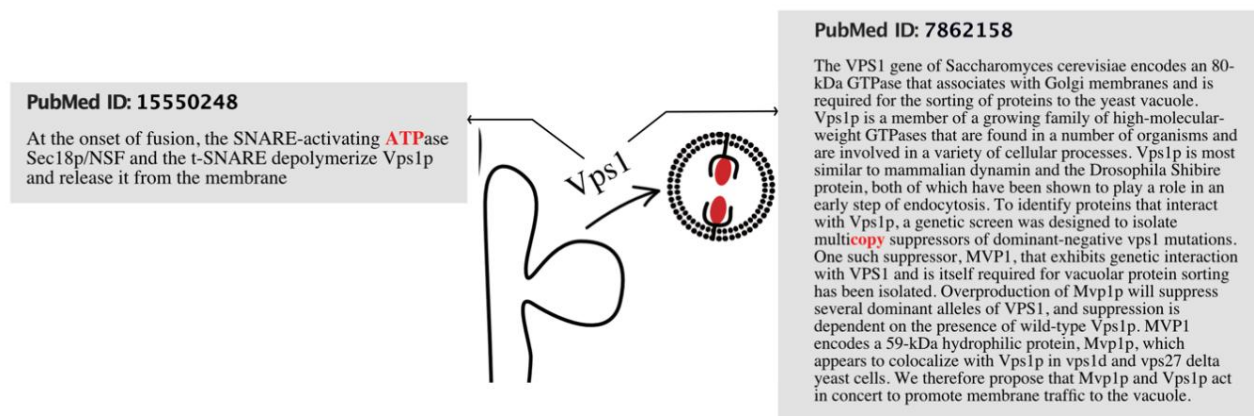 PubMed ID: 15550248
At the onset of fusion, the SNARE-activating ATPase
Sec18p/NSF and the t-SNARE depolymerize Vps1p
and release it from the membrane
Vps1
PubMed ID: 7862158
The VPS1 gene of Saccharomyces cerevisiae encodes an 80-
kDa GTPase that associates with Golgi membranes and is
required for the sorting of proteins to the yeast vacuole.
Vps1p is a member of a growing family of high-molecular-
weight GTPases that are found in a number of organisms and
are involved in a variety of cellular processes. Vps1p is most
similar to mammalian dynamin and the Drosophila Shibire
protein, both of which have been shown to play a role in an
early step of endocytosis. To identify proteins that interact
with Vps1p, a genetic screen was designed to isolate
multicopy suppressors of dominant-negative vps1 mutations.
One such suppressor, MVP1, that exhibits genetic interaction
with VPS1 and is itself required for vacuolar protein sorting
has been isolated. Overproduction of Mvp1p will suppress
several dominant alleles of VPS1, and suppression is
dependent on the presence of wild-type Vps1p. MVP1
encodes a 59-kDa hydrophilic protein, Mvp1p, which
appears to colocalize with Vps1p in vps1d and vps27 delta
yeast cells. We therefore propose that Mvp1p and Vps1p act
in concert to promote membrane traffic to the vacuole.